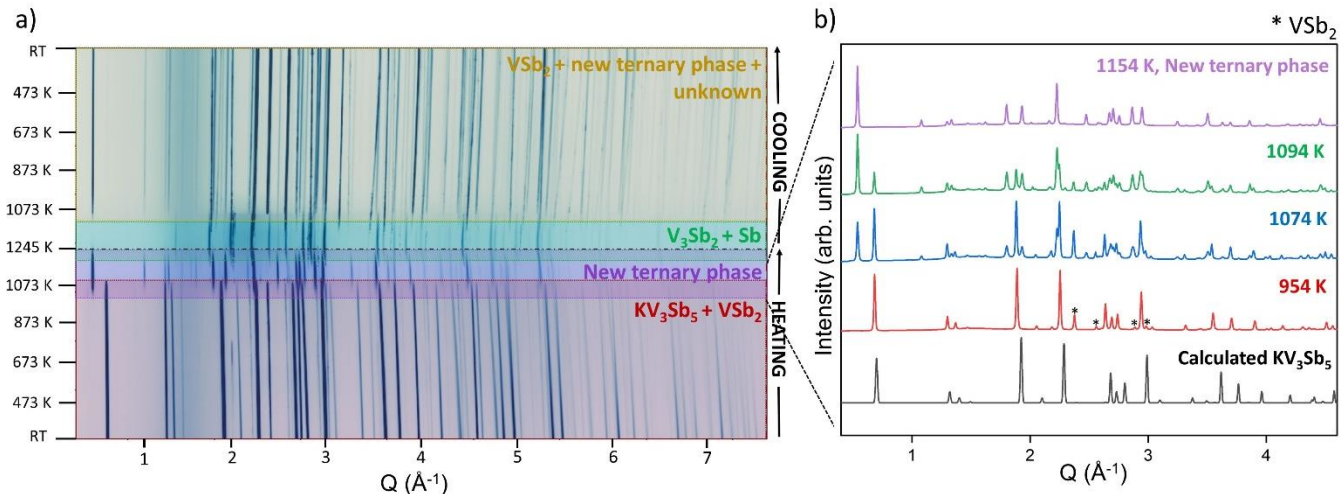 a)
RT
473 K
673 K
873 K
1073 K
1245 K
1073 K
873 K
673 K
473 K
RT
VSb₂ + new ternary phase +
unknown
V₃Sb₂ + Sb
New ternary phase
KV₃Sb₅ + VSb₂
COOLING
HEATING
1 2 3 4 5 6 7
Q (Å⁻¹)
b)
* VSb₂
1154 K, New ternary phase
1094 K
1074 K
954 K
* * * *
Calculated KV₃Sb₅
Intensity (arb. units)
1 2 3 4
Q (Å⁻¹)